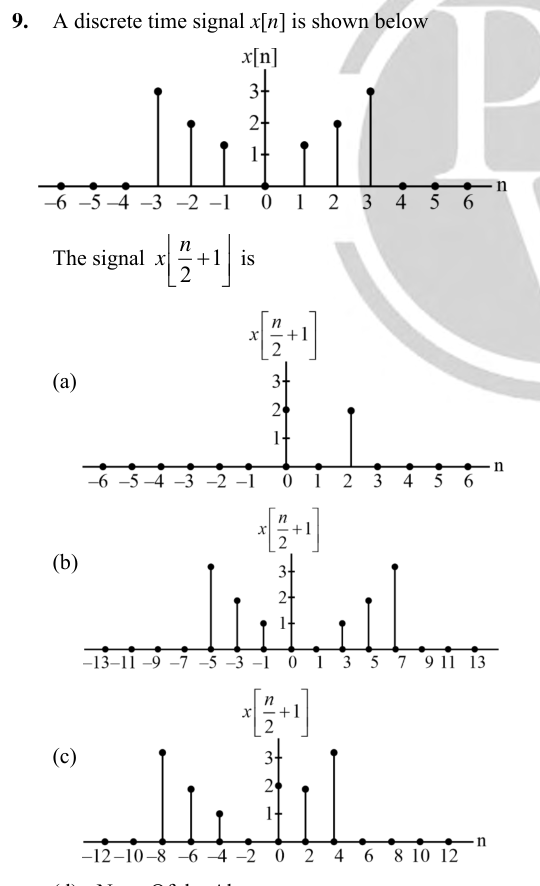 9. A discrete time signal x[n] is shown below
x[n]
3
2
1
n
–6 –5 –4 –3 –2 –1 0 1 2 3 4 5 6
The signal x[n/2 +1] is
x[n/2 +1]
(a)
3
2
1
n
–6 –5 –4 –3 –2 –1 0 1 2 3 4 5 6
x[n/2 +1]
(b)
3
2
1
–13 –11 –9 –7 –5 –3 –1 0 1 3 5 7 9 11 13
x[n/2 +1]
(c)
3
2
1
n
–12 –10 –8 –6 –4 –2 0 2 4 6 8 10 12